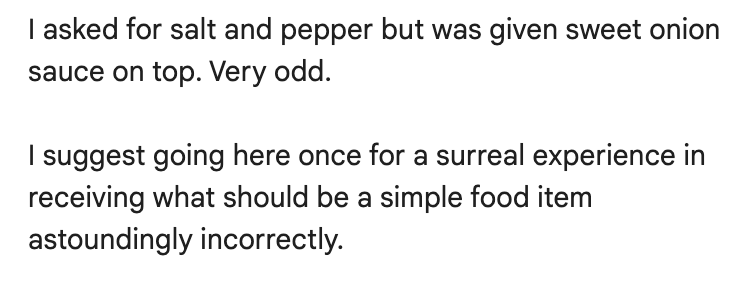 I asked for salt and pepper but was given sweet onion
sauce on top. Very odd.
I suggest going here once for a surreal experience in
receiving what should be a simple food item
astoundingly incorrectly.